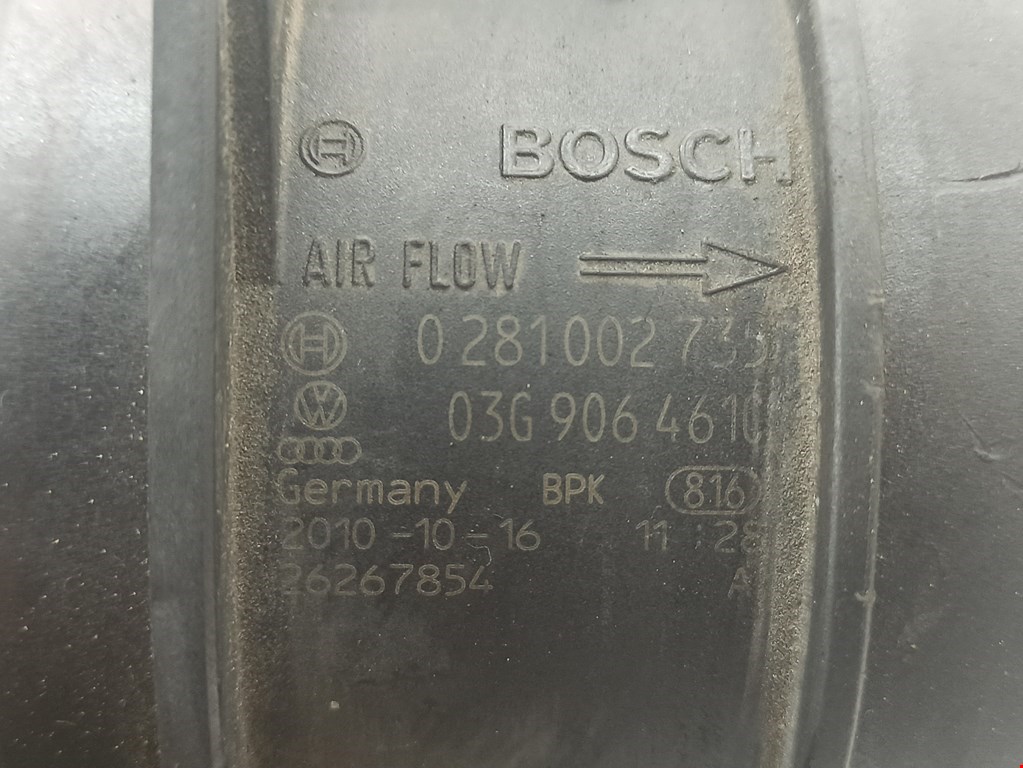 BOSCH
AIR FLOW
0 281 002 735
03G 906 461C
Germany BPK 816
2010-10-16 11:28
26267854 A